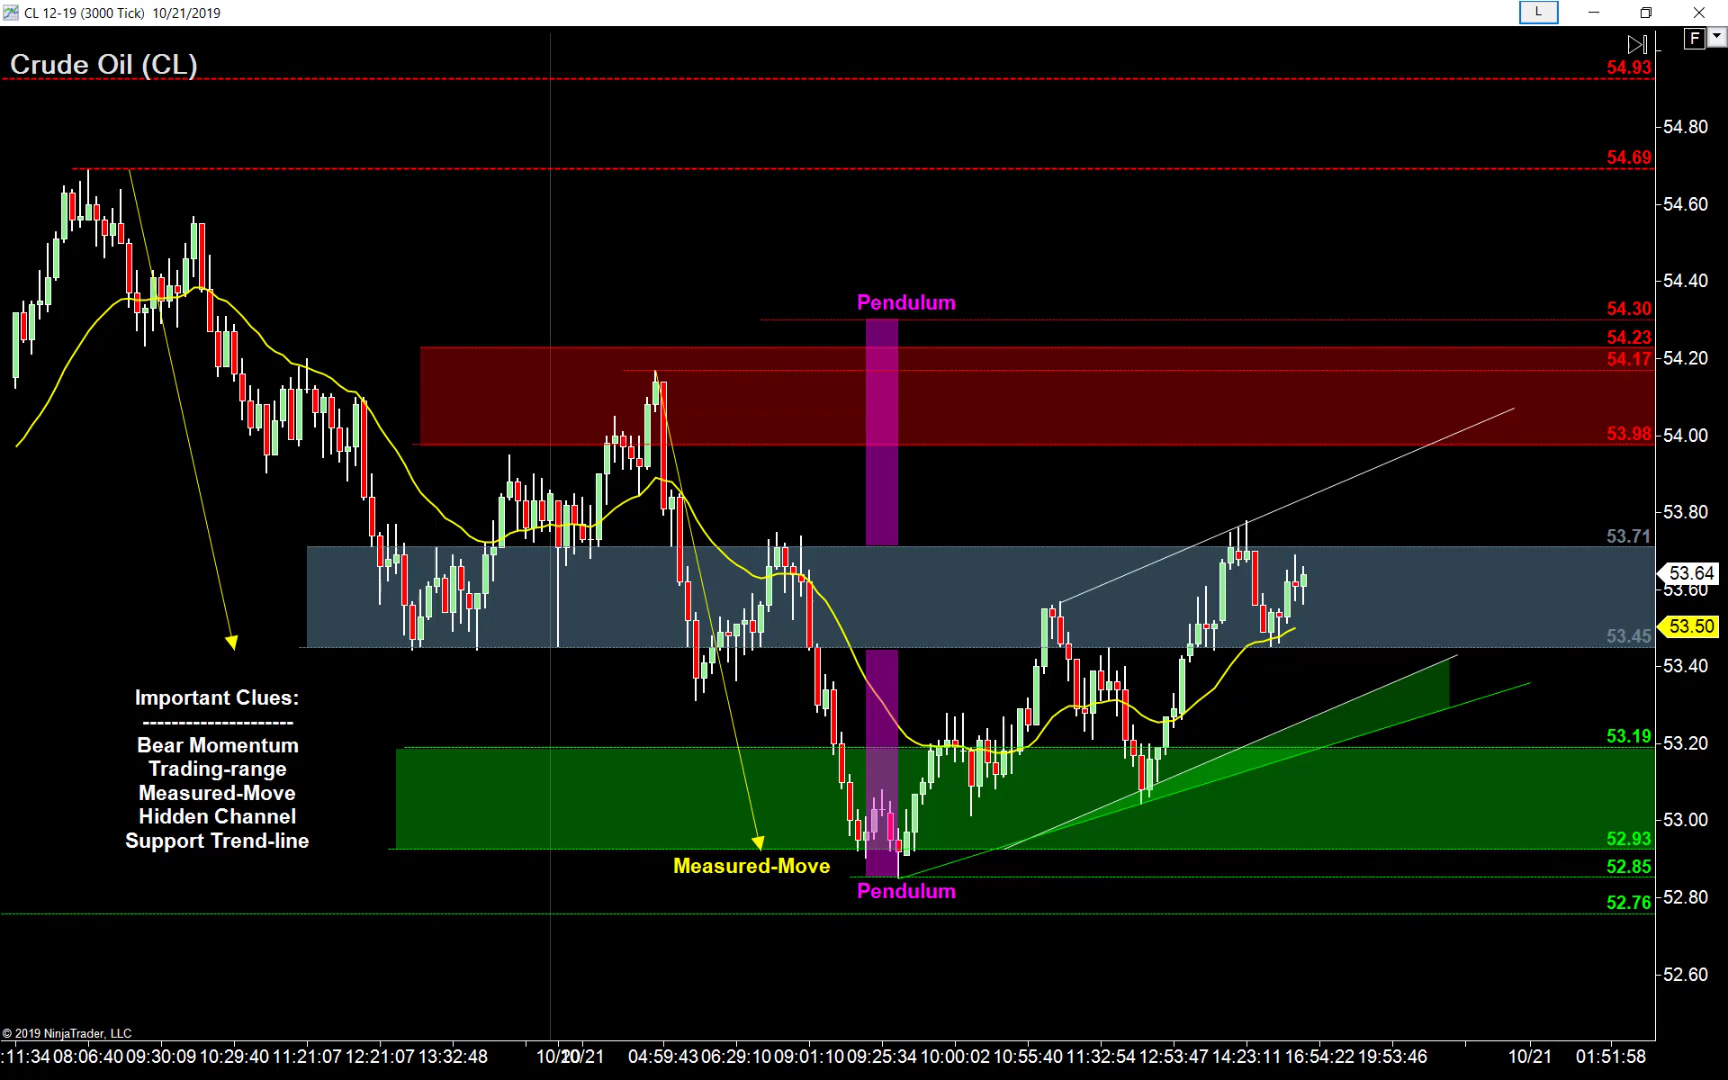 CL 12-19 (3000 Tick) 10/21/2019
L
F
Crude Oil (CL)
54.93
54.80
54.69
54.60
54.40
Pendulum
54.30
54.23
54.20
54.17
53.98
54.00
53.80
53.71
53.64
53.60
53.50
53.45
53.40
Important Clues:
---------------------
Bear Momentum
Trading-range
Measured-Move
Hidden Channel
Support Trend-line
53.19
53.20
53.00
52.93
Measured-Move
52.85
Pendulum
52.80
52.76
52.60
© 2019 NinjaTrader, LLC
:11:34 08:06:40 09:30:09 10:29:40 11:21:07 12:21:07 13:32:48 10/20 10/21 04:59:43 06:29:10 09:01:10 09:25:34 10:00:02 10:55:40 11:32:54 12:53:47 14:23:11 16:54:22 19:53:46 10/21 01:51:58